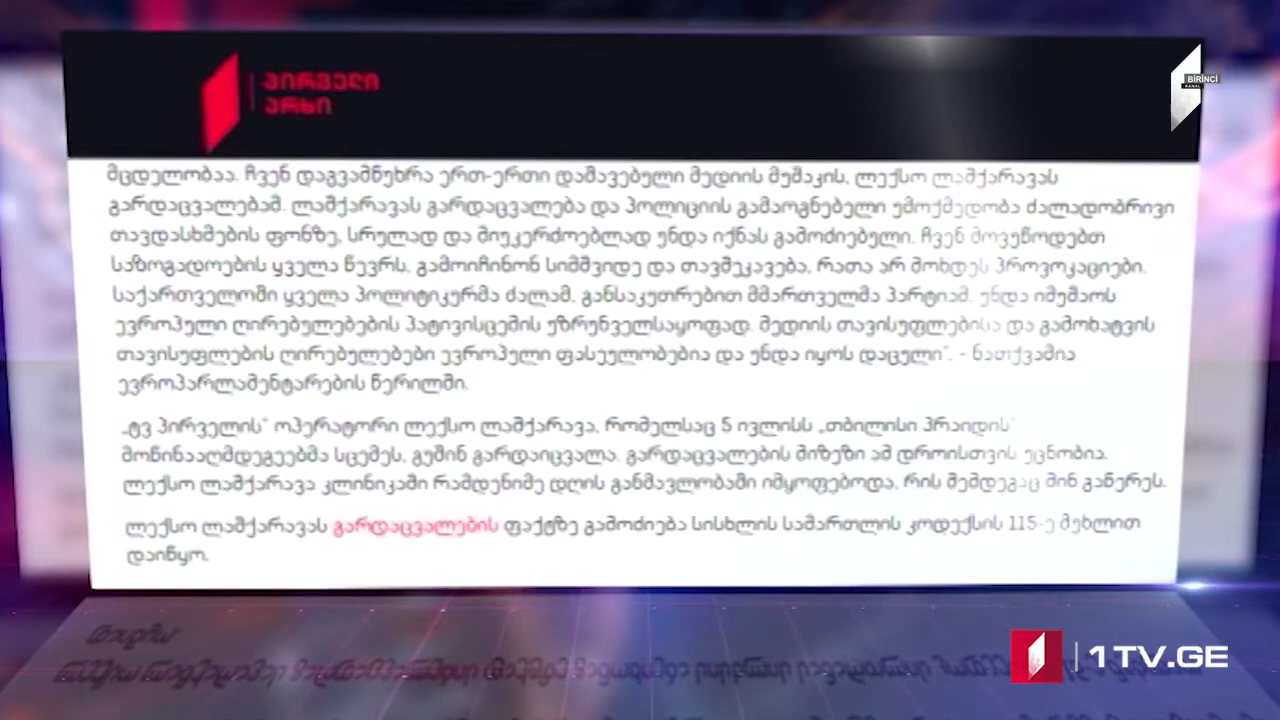 პირველი
არხი
BİRİNCİ
KANAL
მცდელობაა. ჩვენ დაგვამწუხრა ერთ-ერთი დაშავებული მედიის მუშაკის, ლექსო ლაშქარავას
გარდაცვალებამ. ლაშქარავას გარდაცვალება და პოლიციის გამაოგნებელი უმოქმედობა ძალადობრივი
თავდასხმების ფონზე, სრულად და მიუკერძოებლად უნდა იქნას გამოძიებული. ჩვენ მოვუწოდებთ
საზოგადოების ყველა წევრს, გამოიჩინონ სიმშვიდე და თავშეკავება, რათა არ მოხდეს პროვოკაციები.
საქართველოში ყველა პოლიტიკურმა ძალამ, განსაკუთრებით მმართველმა პარტიამ, უნდა იმუშაოს
ევროპული ღირებულებების პატივისცემის უზრუნველსაყოფად. მედიის თავისუფლებისა და გამოხატვის
თავისუფლების ღირებულებები ევროპული ფასეულობებია და უნდა იყოს დაცული“, - ნათქვამია
ევროპარლამენტარების წერილში.
„ტვ პირველის“ ოპერატორი ლექსო ლაშქარავა, რომელსაც 5 ივლისს „თბილისი პრაიდის“
მოწინააღმდეგეებმა სცემეს, გუშინ გარდაიცვალა. გარდაცვალების მიზეზი ამ დროისთვის უცნობია.
ლექსო ლაშქარავა კლინიკაში რამდენიმე დღის განმავლობაში იმყოფებოდა, რის შემდეგაც შინ გაწერეს.
ლექსო ლაშქარავას გარდაცვალების ფაქტზე გამოძიება სისხლის სამართლის კოდექსის 115-ე მუხლით
დაიწყო.
1TV.GE